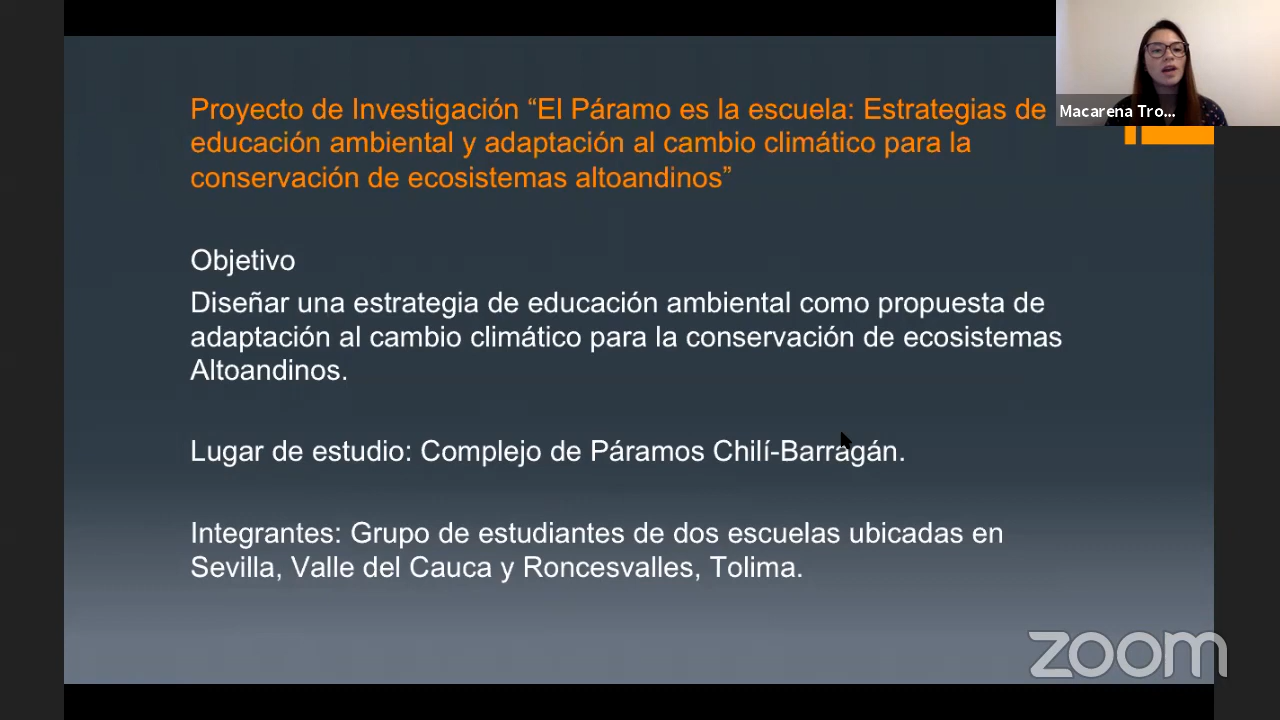 Proyecto de Investigación “El Páramo es la escuela: Estrategias de
educación ambiental y adaptación al cambio climático para la
conservación de ecosistemas altoandinos”
Macarena Tro...
Objetivo
Diseñar una estrategia de educación ambiental como propuesta de
adaptación al cambio climático para la conservación de ecosistemas
Altoandinos.
Lugar de estudio: Complejo de Páramos Chilí-Barragán.
Integrantes: Grupo de estudiantes de dos escuelas ubicadas en
Sevilla, Valle del Cauca y Roncesvalles, Tolima.
zoom